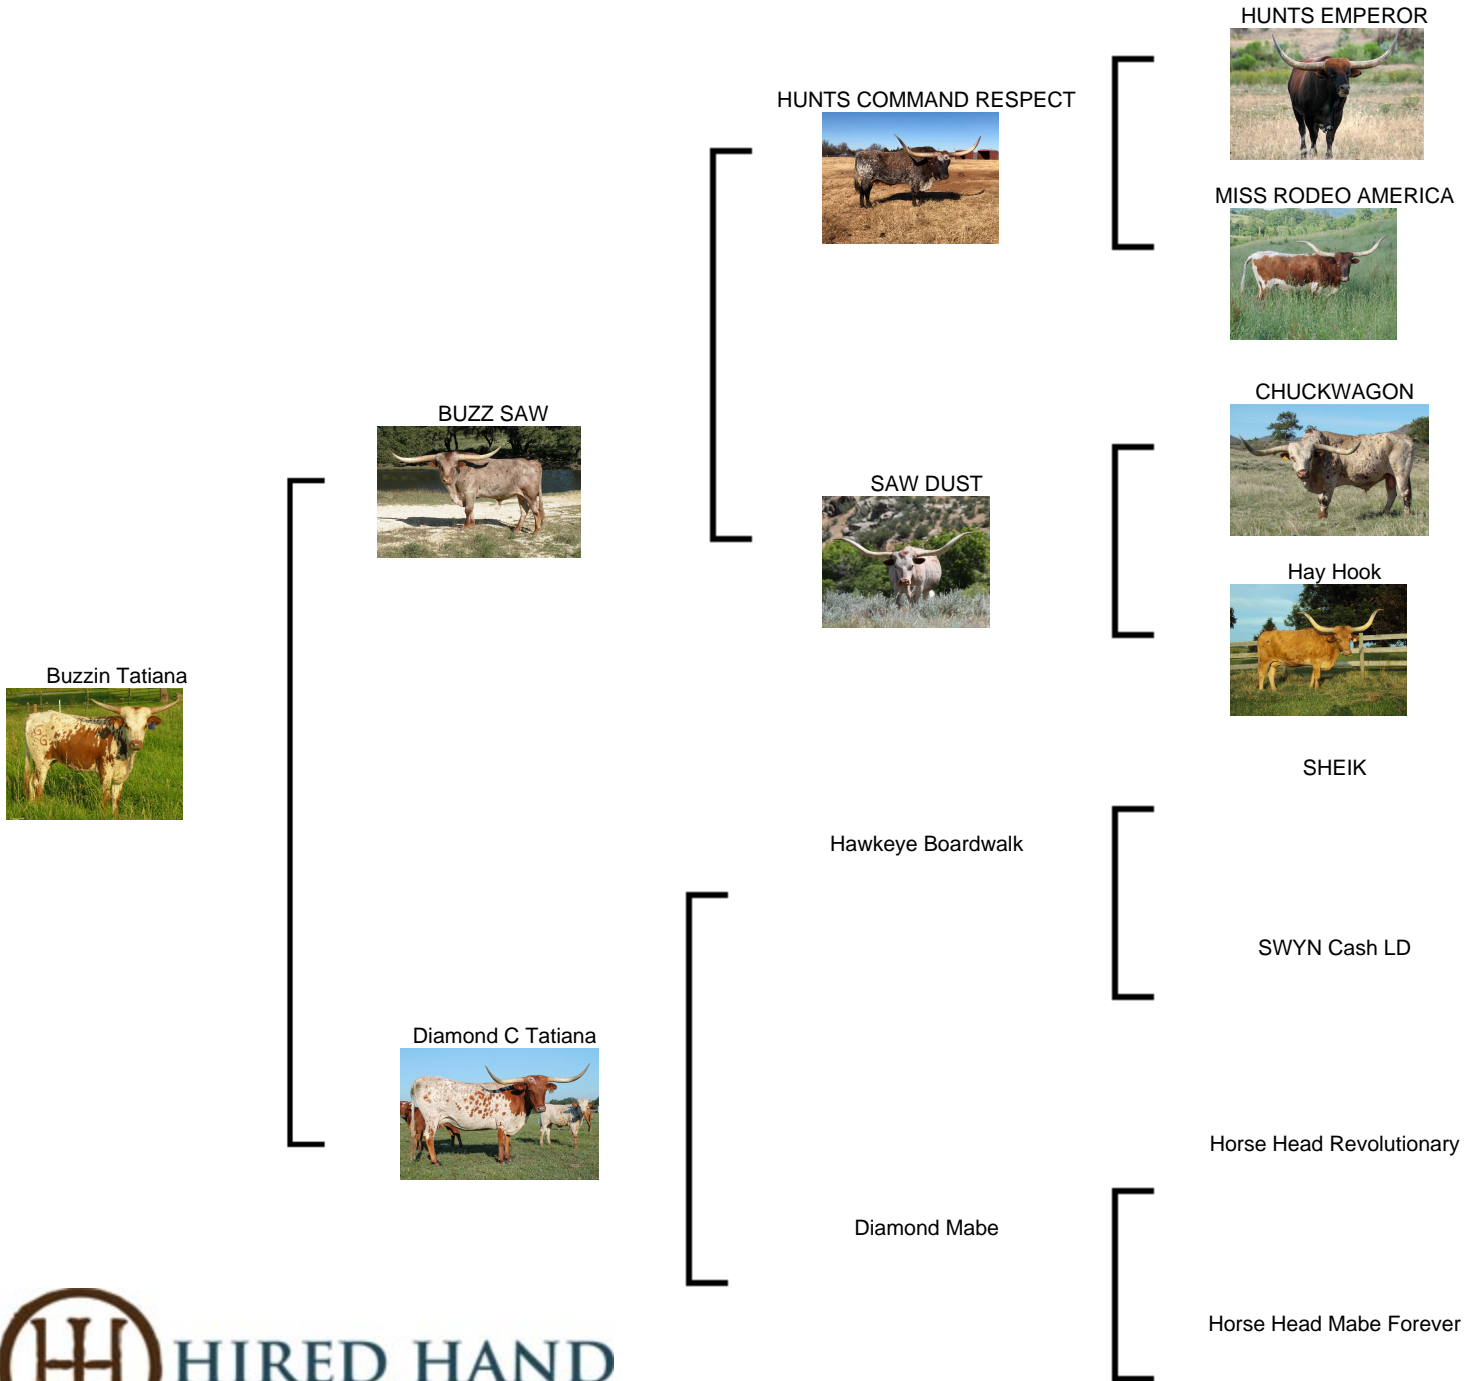 HUNTS EMPEROR
HUNTS COMMAND RESPECT
MISS RODEO AMERICA
CHUCKWAGON
BUZZ SAW
SAW DUST
Hay Hook
Buzzin Tatiana
SHEIK
Hawkeye Boardwalk
SWYN Cash LD
Diamond C Tatiana
Horse Head Revolutionary
Diamond Mabe
Horse Head Mabe Forever
HIRED HAND